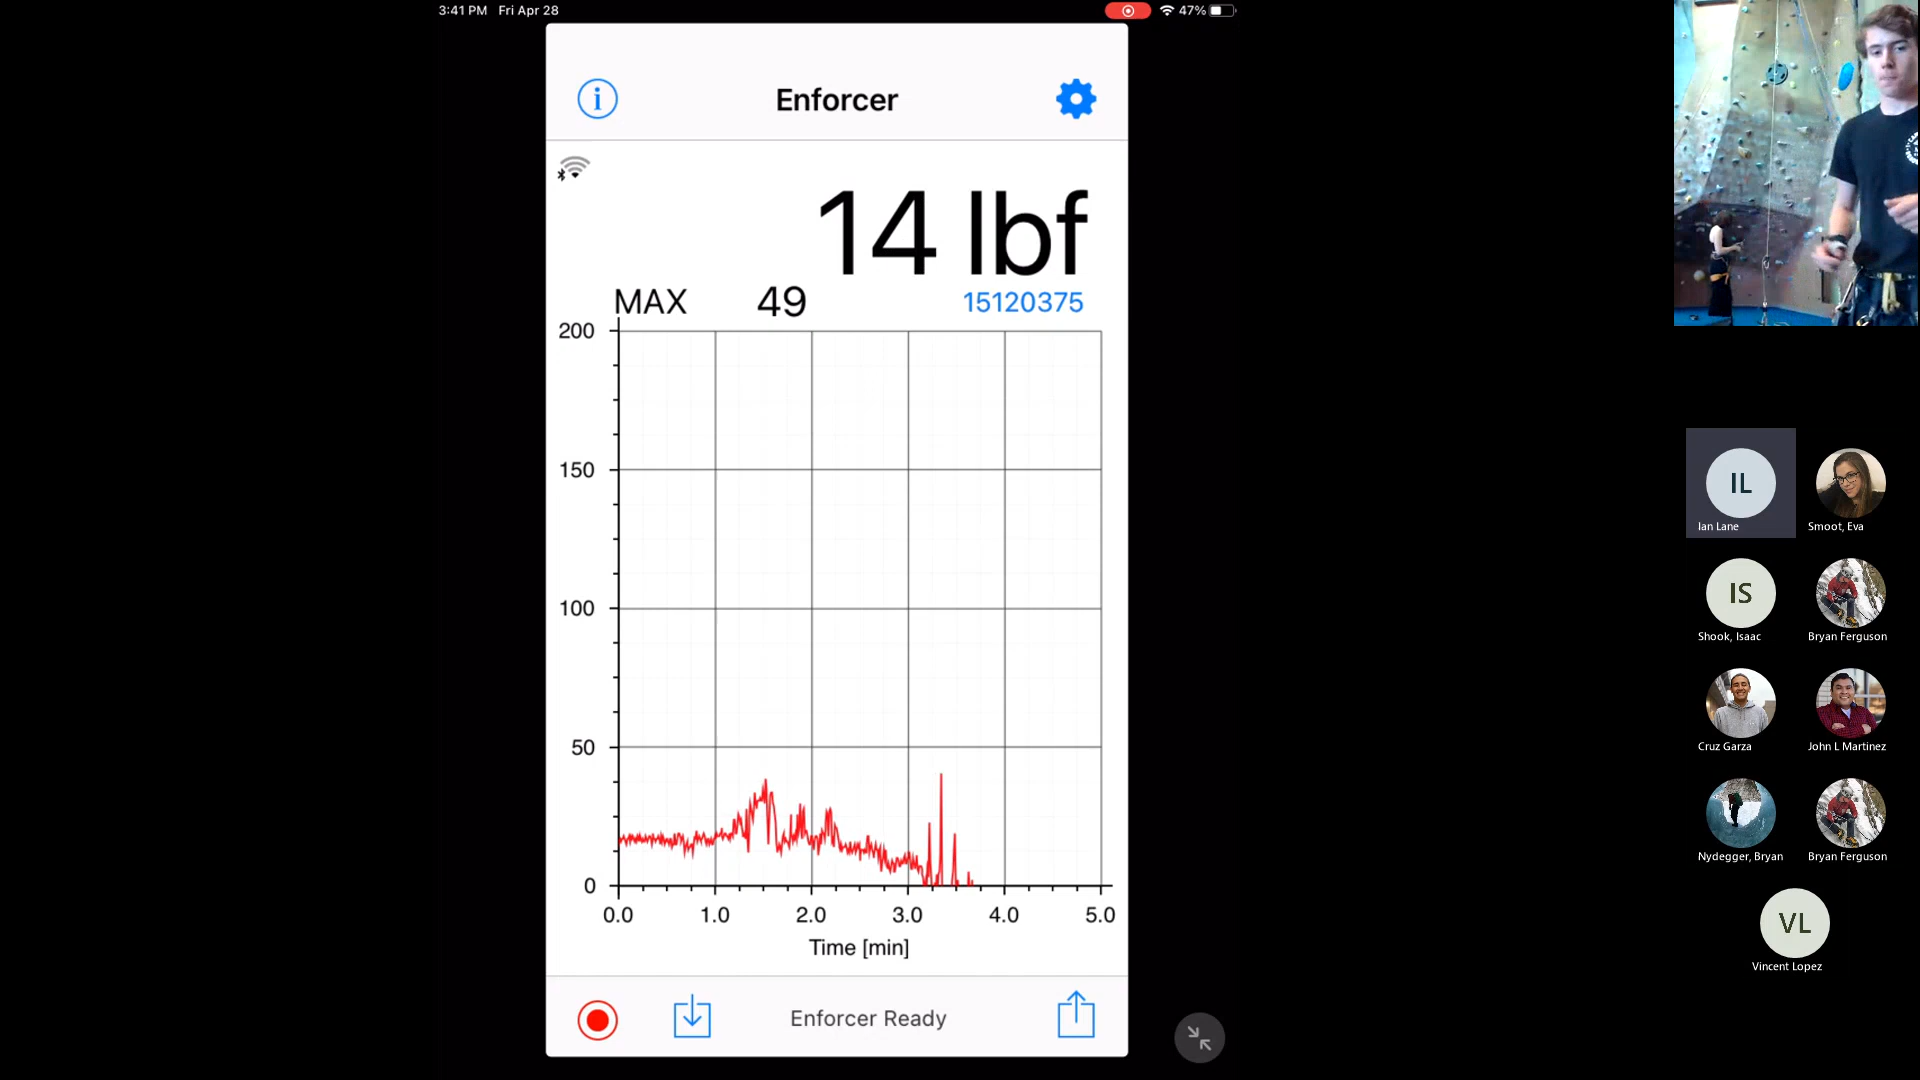 3:41 PM Fri Apr 28
47%
Enforcer
14 lbf
MAX 49 15120375
200
150
100
50
0
0.0 1.0 2.0 3.0 4.0 5.0
Time [min]
Enforcer Ready
IL
Ian Lane
Smoot, Eva
IS
Shook, Isaac
Bryan Ferguson
Cruz Garza
John L Martinez
Nydegger, Bryan
Bryan Ferguson
VL
Vincent Lopez